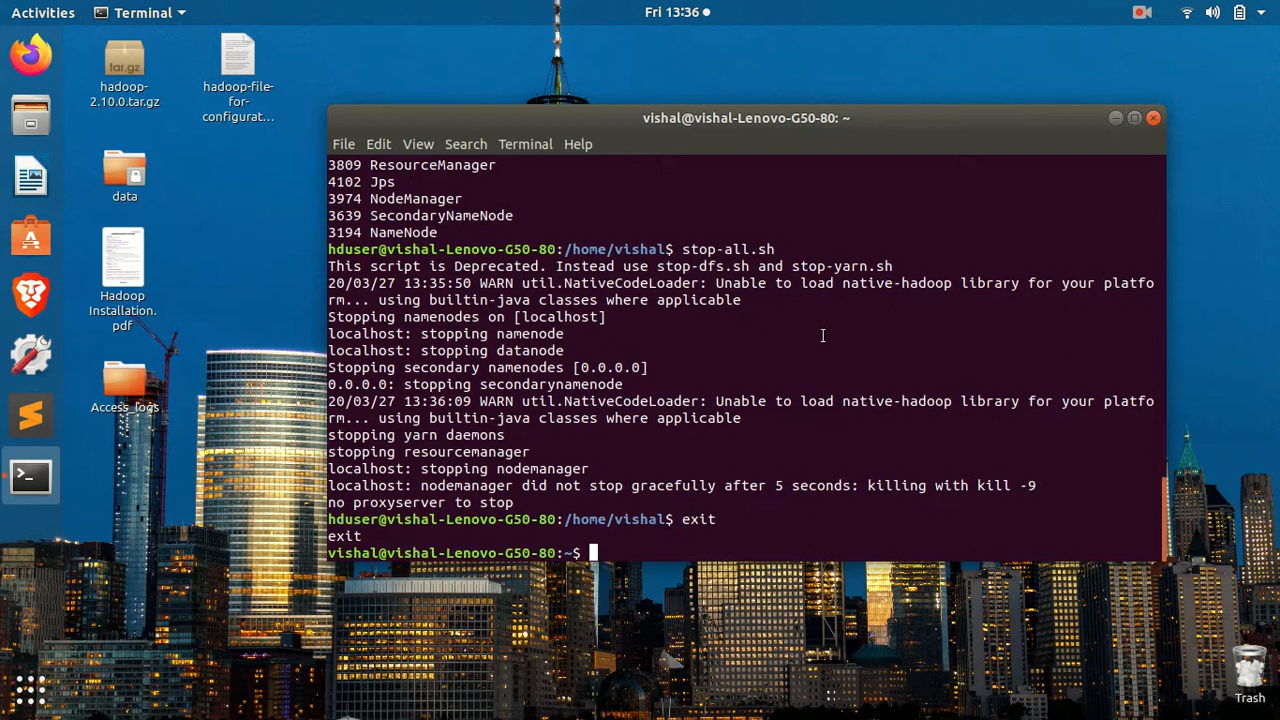 Activities
Terminal
Fri 13:36
tar.gz
hadoop-
2.10.0.tar.gz
hadoop-file-
for-
configurat...
data
Hadoop
Installation.
pdf
Access_logs
Trash
vishal@vishal-Lenovo-G50-80: ~
File Edit View Search Terminal Help
3809 ResourceManager
4102 Jps
3974 NodeManager
3639 SecondaryNameNode
3194 NameNode
hduser@vishal-Lenovo-G50-80:/home/vishal$ stop-all.sh
This script is Deprecated. Instead use stop-dfs.sh and stop-yarn.sh
20/03/27 13:35:50 WARN util.NativeCodeLoader: Unable to load native-hadoop library for your platfo
rm... using builtin-java classes where applicable
Stopping namenodes on [localhost]
localhost: stopping namenode
localhost: stopping datanode
Stopping secondary namenodes [0.0.0.0]
0.0.0.0: stopping secondarynamenode
20/03/27 13:36:09 WARN util.NativeCodeLoader: Unable to load native-hadoop library for your platfo
rm... using builtin-java classes where applicable
stopping yarn daemons
stopping resourcemanager
localhost: stopping nodemanager
localhost: nodemanager did not stop gracefully after 5 seconds: killing with kill -9
no proxyserver to stop
hduser@vishal-Lenovo-G50-80:/home/vishal$ exit
exit
vishal@vishal-Lenovo-G50-80:~$